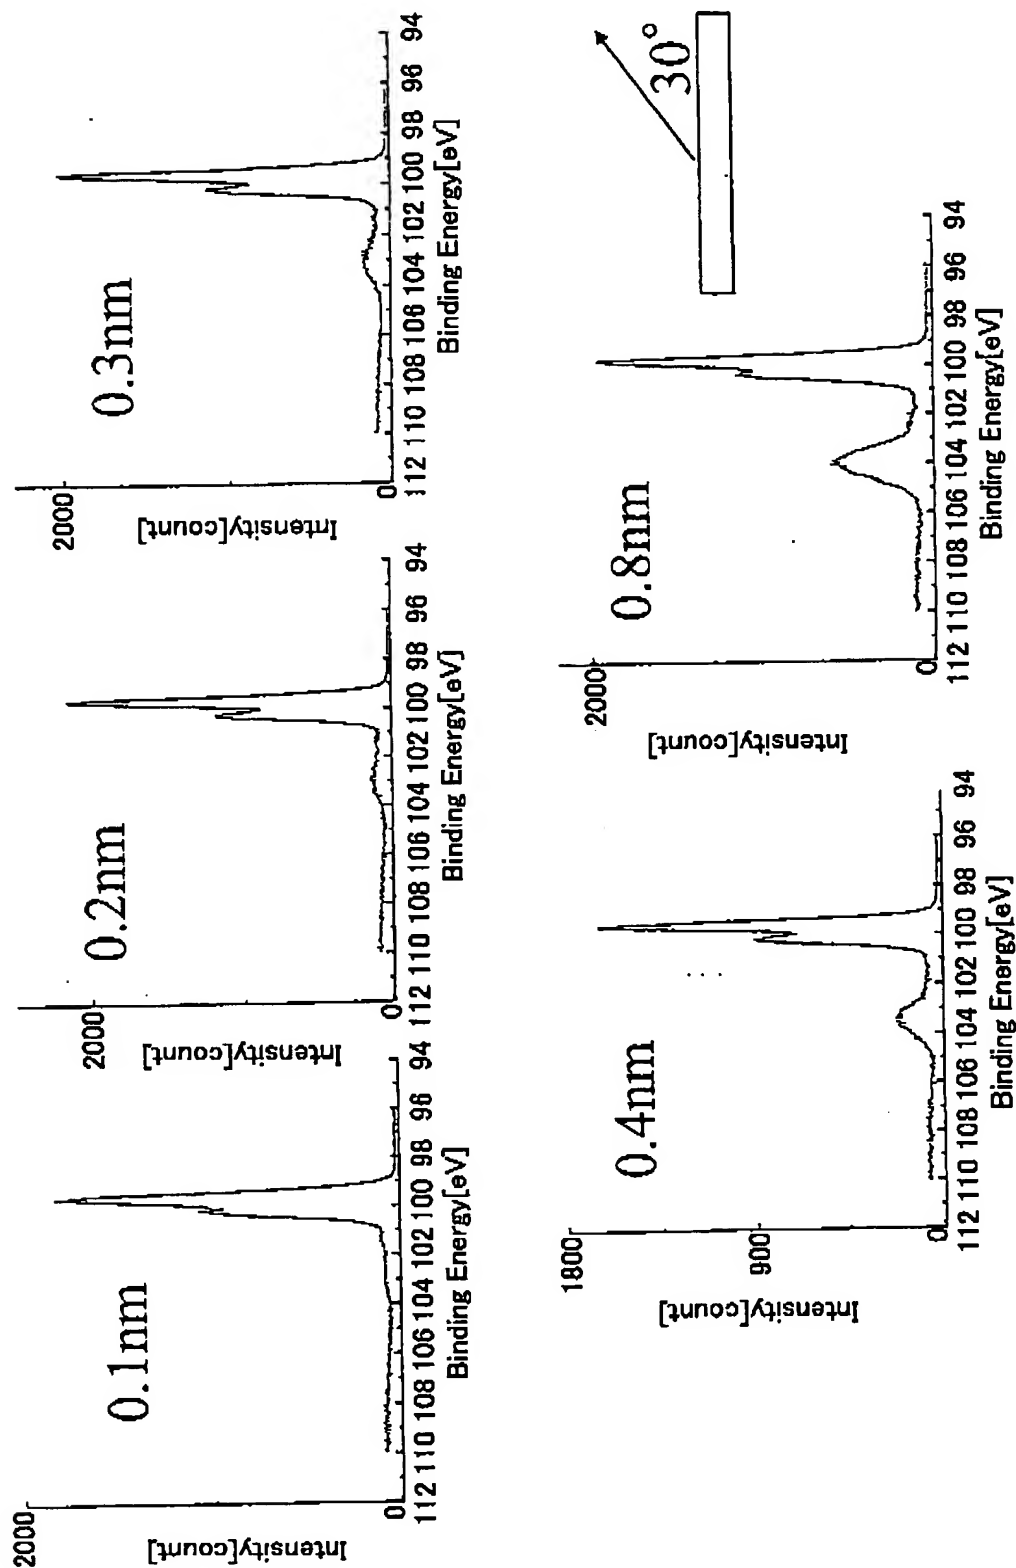 0.1nm
2000
0
Intensity[count]
112 110 108 106 104 102 100 98 96 94
Binding Energy[eV]
0.2nm
2000
0
Intensity[count]
112 110 108 106 104 102 100 98 96 94
Binding Energy[eV]
0.3nm
2000
0
Intensity[count]
112 110 108 106 104 102 100 98 96 94
Binding Energy[eV]
0.4nm
1800
900
0
Intensity[count]
112 110 108 106 104 102 100 98 96 94
Binding Energy[eV]
0.8nm
2000
0
Intensity[count]
112 110 108 106 104 102 100 98 96 94
Binding Energy[eV]
30°